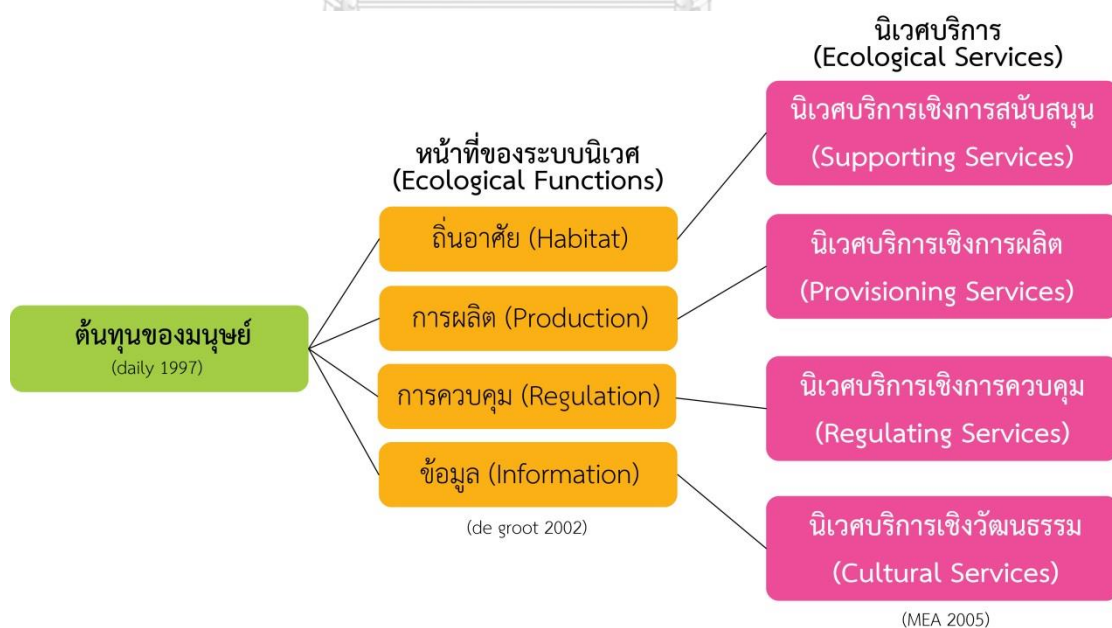 นิเวศบริการ
(Ecological Services)
นิเวศบริการเชิงการสนับสนุน
(Supporting Services)
หน้าที่ของระบบนิเวศ
(Ecological Functions)
ถิ่นอาศัย (Habitat)
นิเวศบริการเชิงการผลิต
(Provisioning Services)
การผลิต (Production)
ต้นทุนของมนุษย์
(daily 1997)
การควบคุม (Regulation)
นิเวศบริการเชิงการควบคุม
(Regulating Services)
ข้อมูล (Information)
(de groot 2002)
นิเวศบริการเชิงวัฒนธรรม
(Cultural Services)
(MEA 2005)